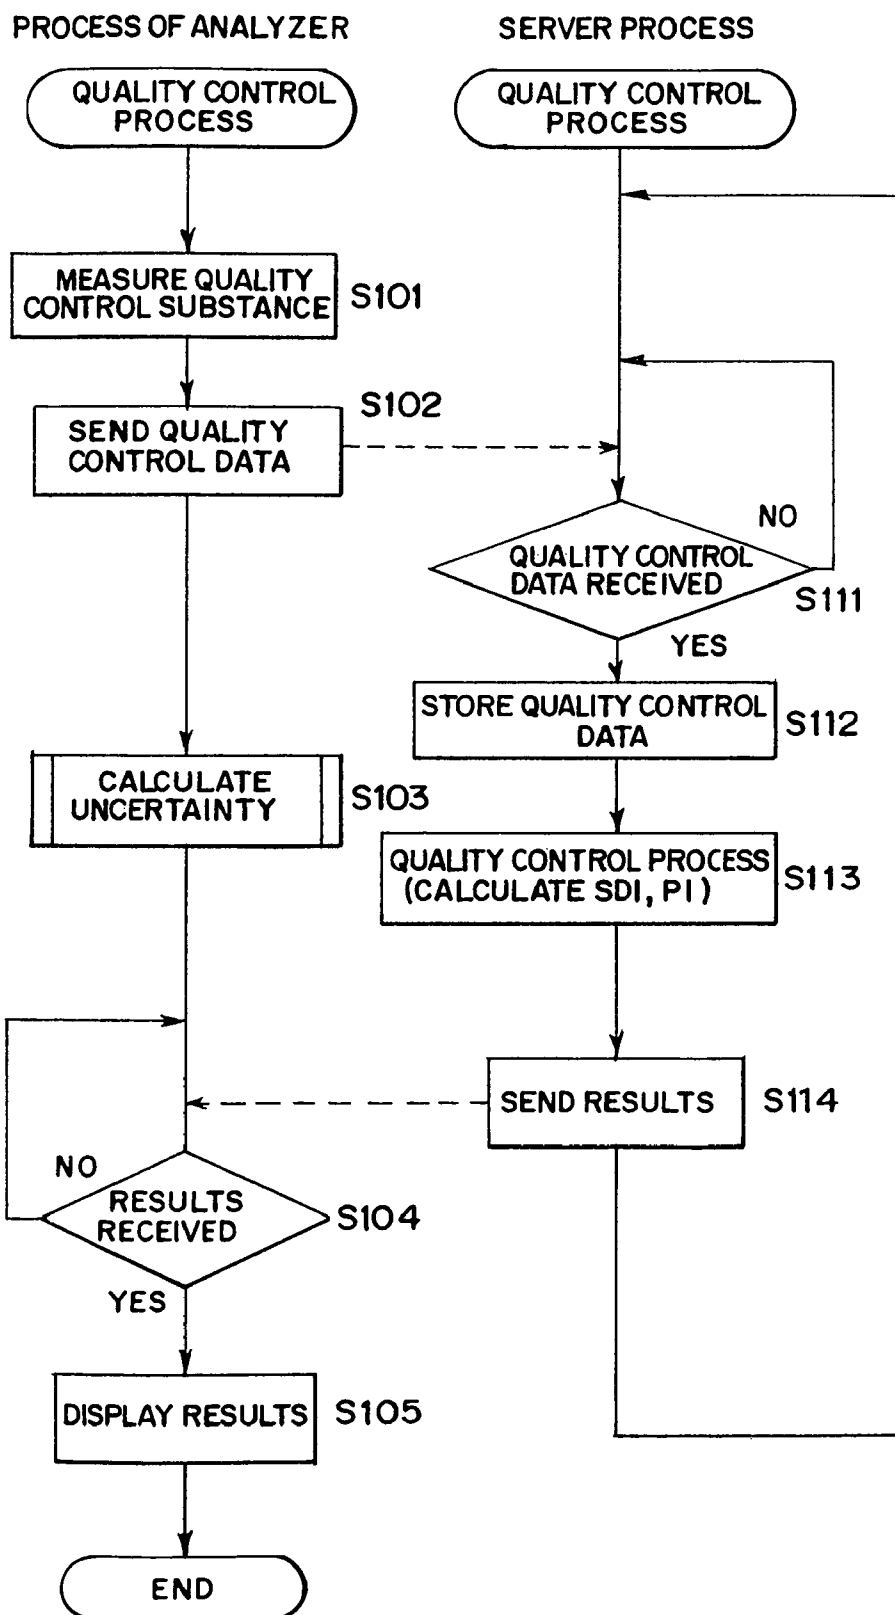 PROCESS OF ANALYZER
QUALITY CONTROL
PROCESS
MEASURE QUALITY
CONTROL SUBSTANCE
S101
SEND QUALITY
CONTROL DATA
S102
CALCULATE
UNCERTAINTY
S103
NO
RESULTS
RECEIVED
S104
YES
DISPLAY RESULTS
S105
END
SERVER PROCESS
QUALITY CONTROL
PROCESS
NO
QUALITY CONTROL
DATA RECEIVED
S111
YES
STORE QUALITY CONTROL
DATA
S112
QUALITY CONTROL PROCESS
(CALCULATE SDI, PI)
S113
SEND RESULTS
S114